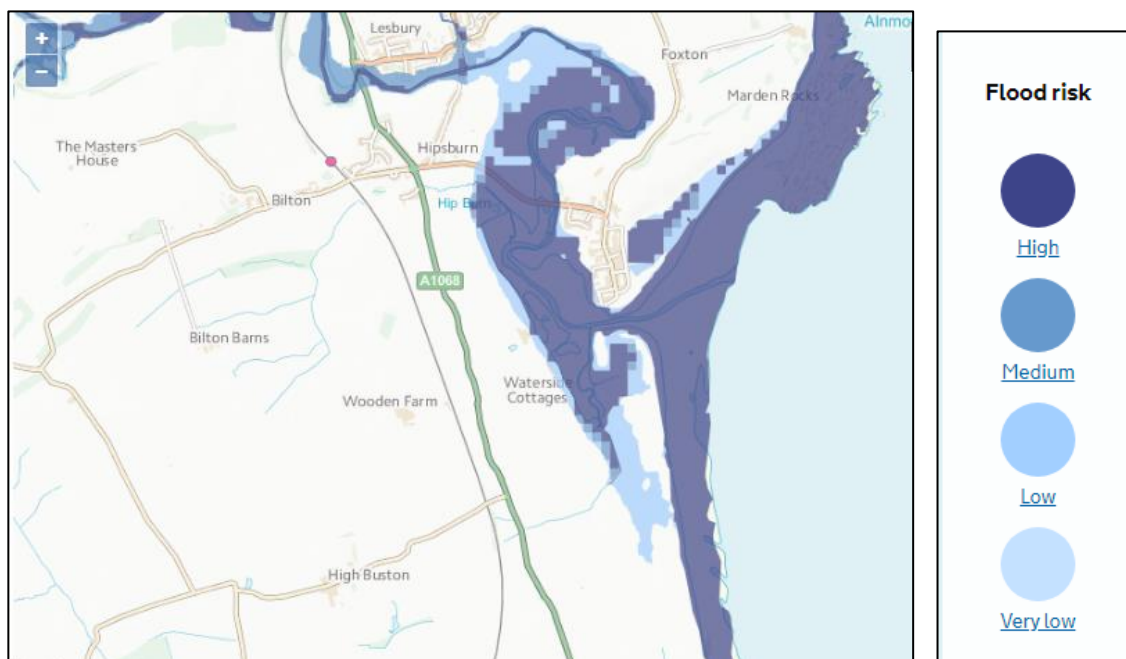 +
−
Lesbury
Alnmo
Foxton
Marden Rocks
The Masters
House
Hipsburn
Bilton
Hip Burn
A1068
Bilton Barns
Waterside
Cottages
Wooden Farm
High Buston
Flood risk
High
Medium
Low
Very low